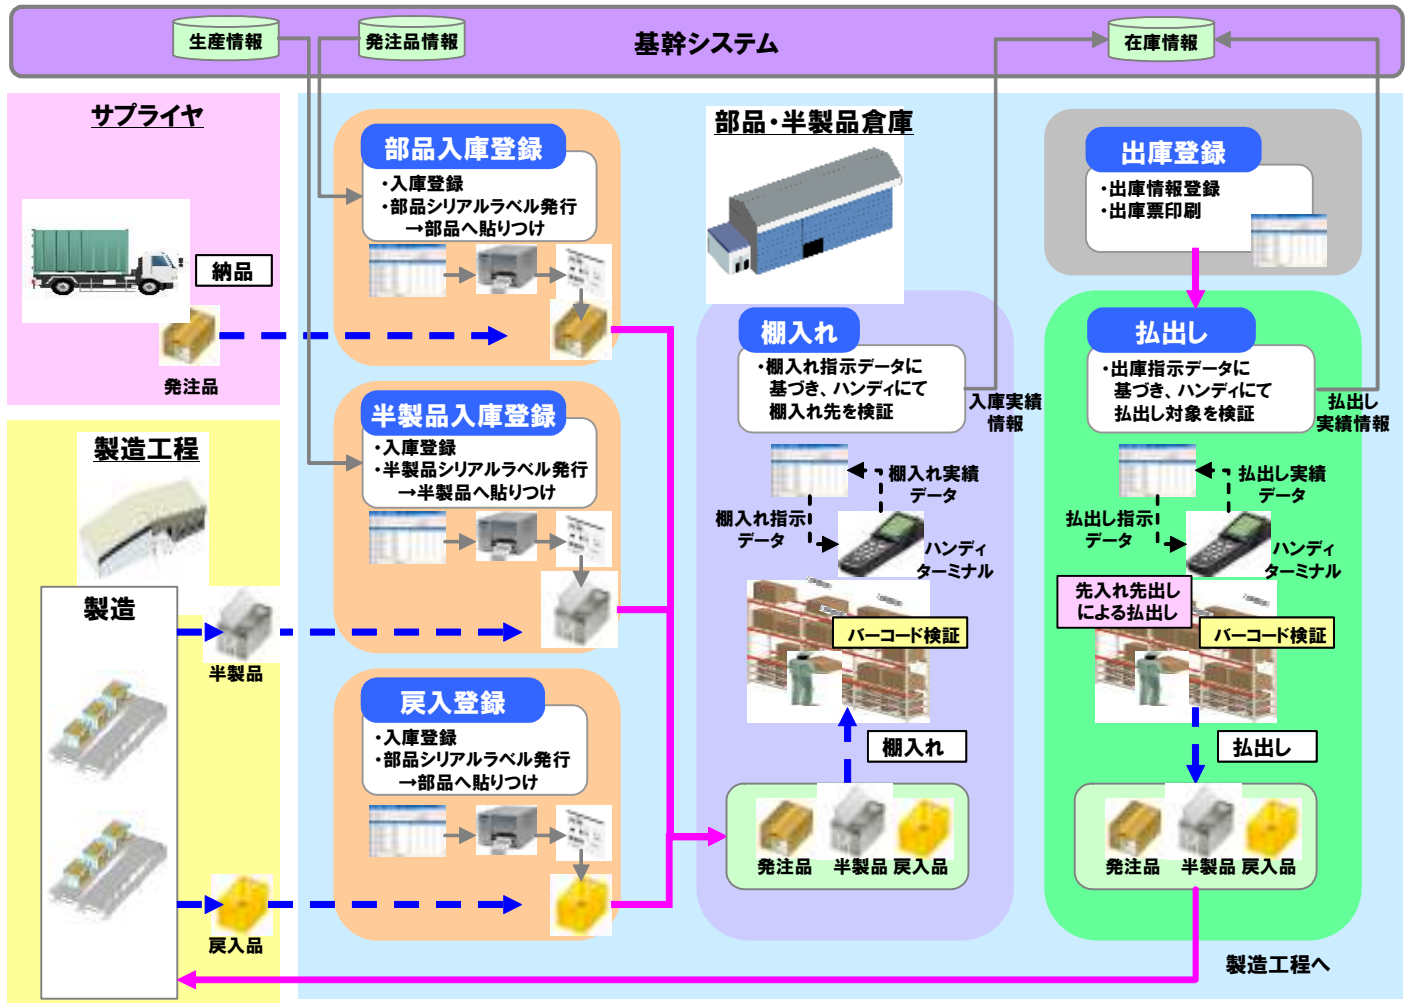 生産情報
発注品情報
基幹システム
在庫情報
サプライヤ
納品
発注品
製造工程
製造
半製品
戻入品
部品入庫登録
・入庫登録
・部品シリアルラベル発行
→部品へ貼りつけ
半製品入庫登録
・入庫登録
・半製品シリアルラベル発行
→半製品へ貼りつけ
戻入登録
・入庫登録
・部品シリアルラベル発行
→部品へ貼りつけ
部品・半製品倉庫
棚入れ
・棚入れ指示データに
基づき、ハンディにて
棚入れ先を検証
入庫実績
情報
棚入れ実績
データ
棚入れ指示
データ
ハンディ
ターミナル
バーコード検証
棚入れ
発注品
半製品
戻入品
出庫登録
・出庫情報登録
・出庫票印刷
払出し
・出庫指示データに
基づき、ハンディにて
払出し対象を検証
払出し
実績情報
払出し実績
データ
払出し指示
データ
ハンディ
ターミナル
先入れ先出し
による払出し
バーコード検証
払出し
発注品
半製品
戻入品
製造工程へ